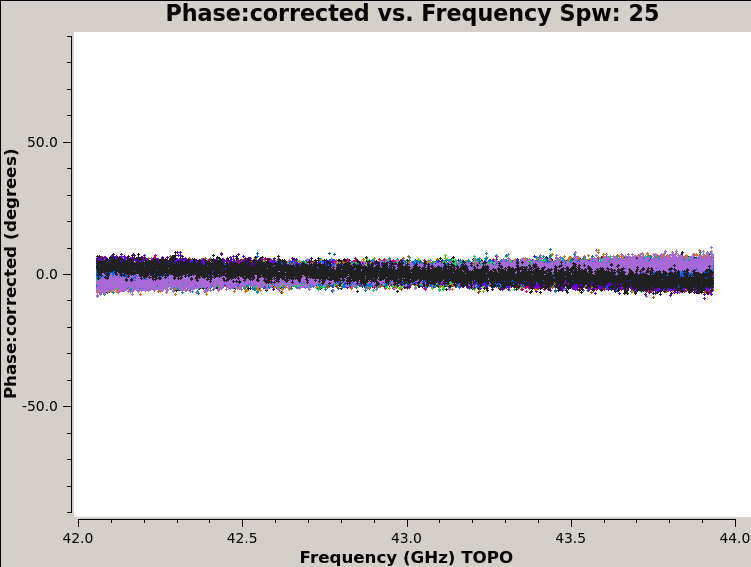 Phase:corrected vs. Frequency Spw: 25
Phase:corrected (degrees)
50.0
0.0
-50.0
42.0 42.5 43.0 43.5 44.0
Frequency (GHz) TOPO